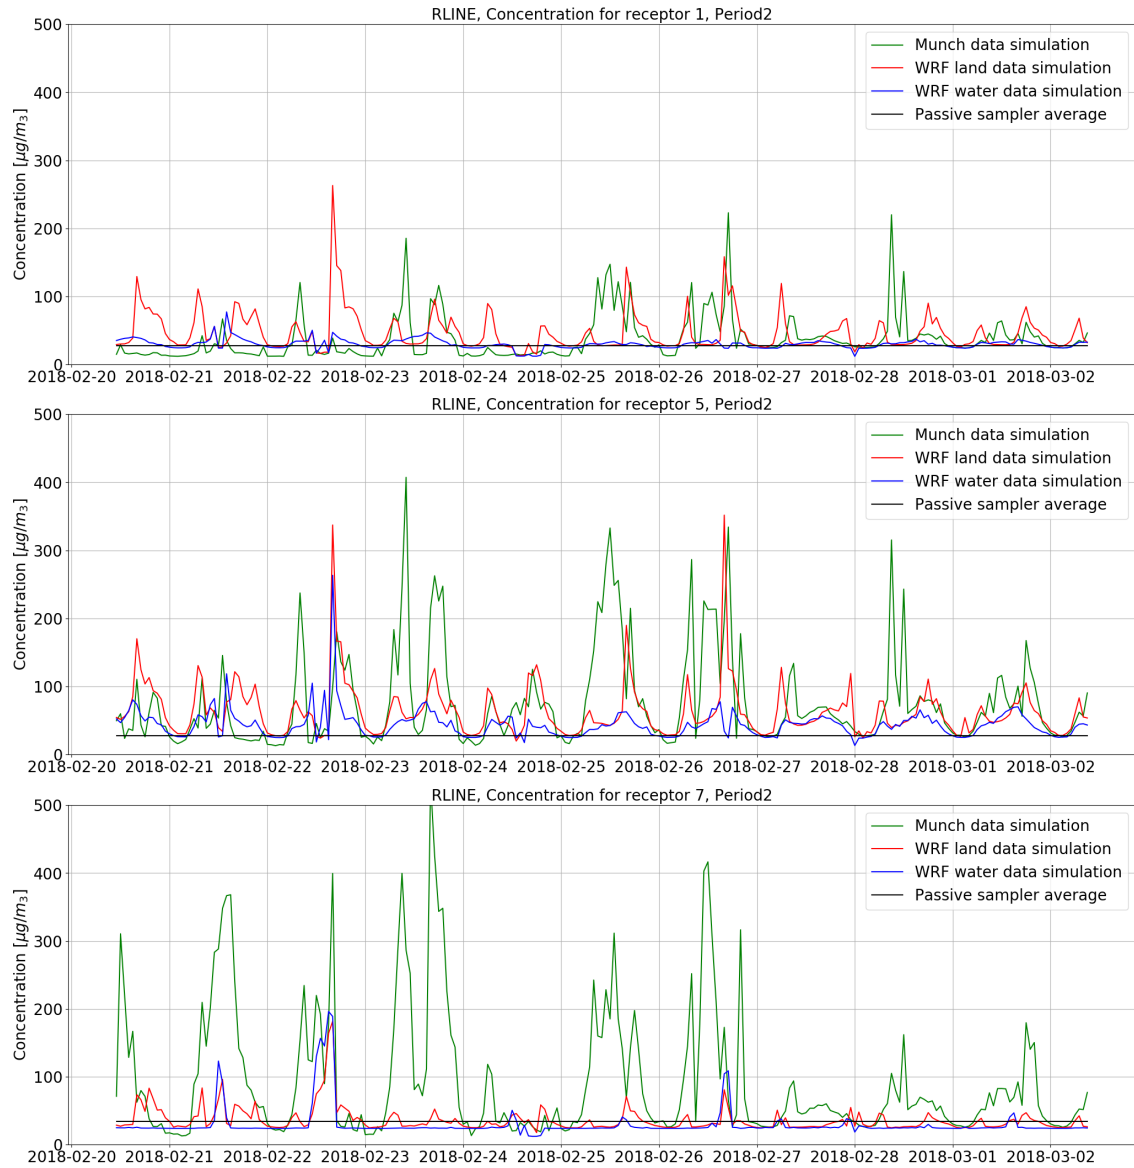 RLINE, Concentration for receptor 1, Period2
500
400
300
200
100
0
Concentration [μg/m₃]
Munch data simulation
WRF land data simulation
WRF water data simulation
Passive sampler average
2018-02-20 2018-02-21 2018-02-22 2018-02-23 2018-02-24 2018-02-25 2018-02-26 2018-02-27 2018-02-28 2018-03-01 2018-03-02
RLINE, Concentration for receptor 5, Period2
500
400
300
200
100
0
Concentration [μg/m₃]
Munch data simulation
WRF land data simulation
WRF water data simulation
Passive sampler average
2018-02-20 2018-02-21 2018-02-22 2018-02-23 2018-02-24 2018-02-25 2018-02-26 2018-02-27 2018-02-28 2018-03-01 2018-03-02
RLINE, Concentration for receptor 7, Period2
500
400
300
200
100
0
Concentration [μg/m₃]
Munch data simulation
WRF land data simulation
WRF water data simulation
Passive sampler average
2018-02-20 2018-02-21 2018-02-22 2018-02-23 2018-02-24 2018-02-25 2018-02-26 2018-02-27 2018-02-28 2018-03-01 2018-03-02